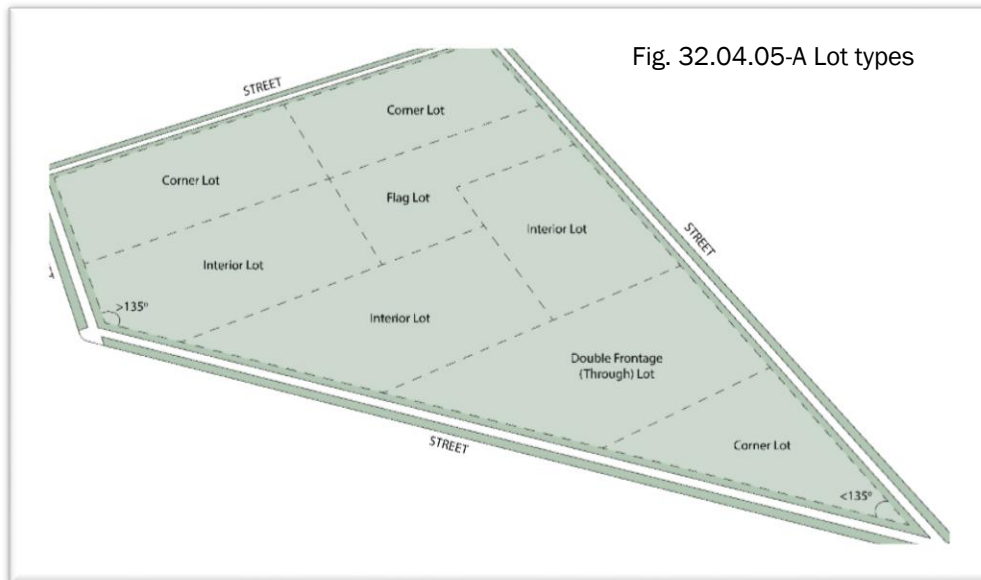 Fig. 32.04.05-A Lot types
STREET
Corner Lot
Corner Lot
Flag Lot
Interior Lot
STREET
Interior Lot
>135º
Interior Lot
Double Frontage
(Through) Lot
STREET
Corner Lot
<135º